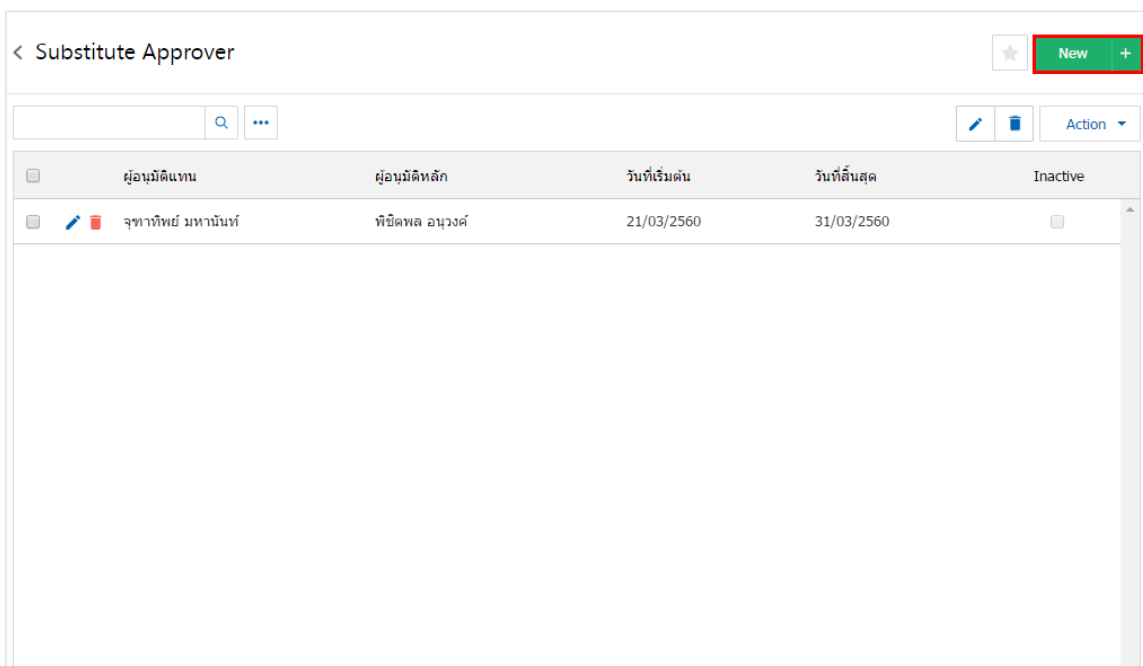 Substitute Approver
New +
Action
ผู้อนุมัติแทน ผู้อนุมัติหลัก วันที่เริ่มต้น วันที่สิ้นสุด Inactive
จุฑาทิพย์ มหานันท์ พิชิตพล อนุวงค์ 21/03/2560 31/03/2560